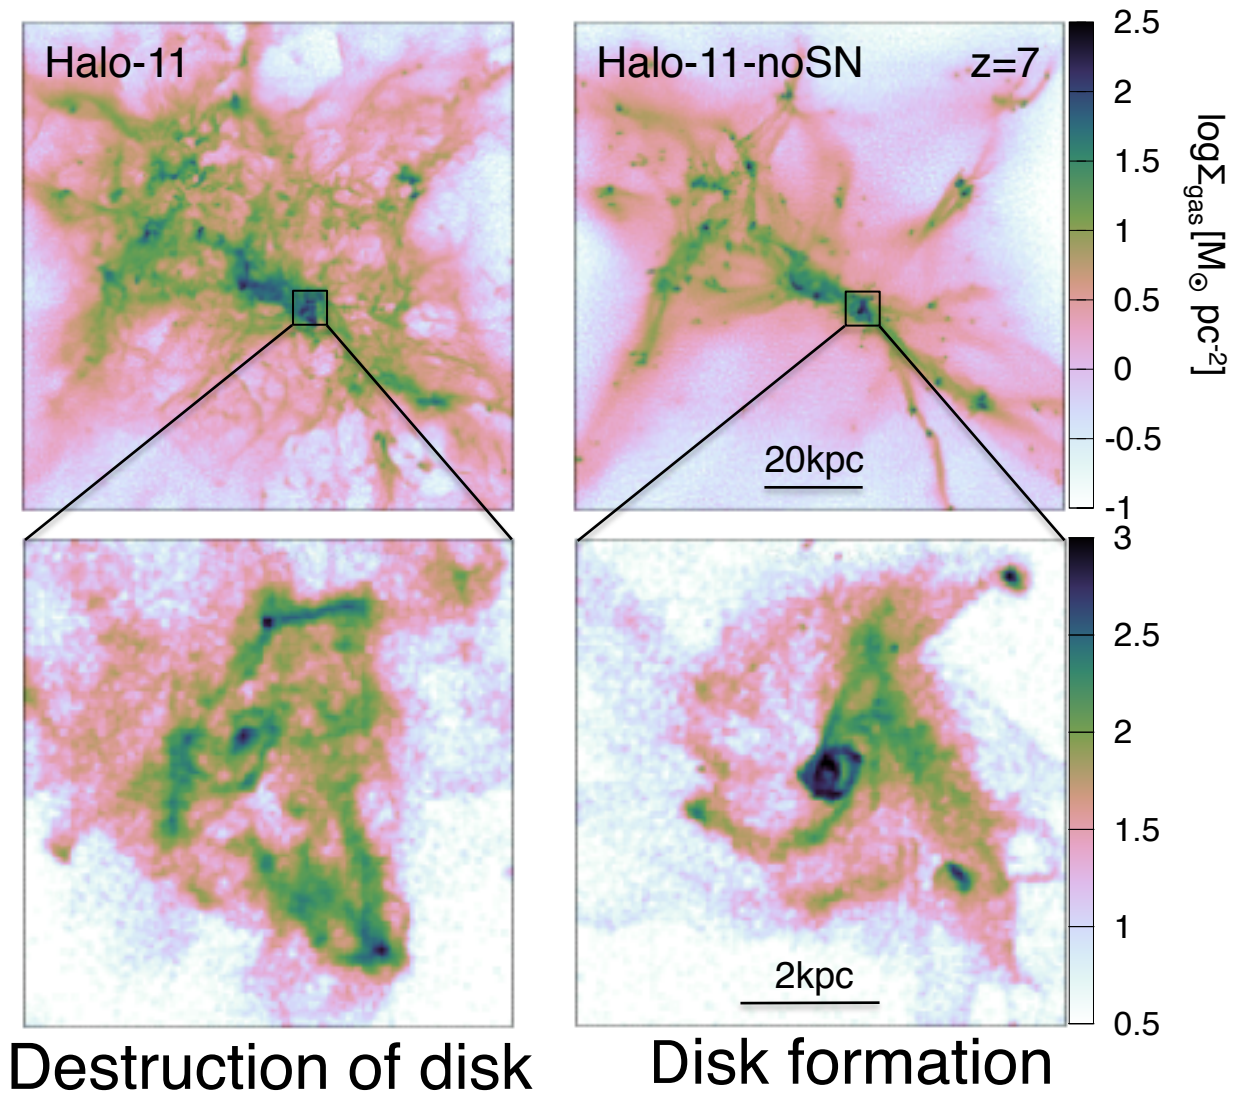 Halo-11
Halo-11-noSN
z=7
20kpc
2.5
2
1.5
1
0.5
0
-0.5
-1
logΣgas [M⊙ pc-2]
3
2.5
2
1.5
1
0.5
2kpc
Destruction of disk
Disk formation